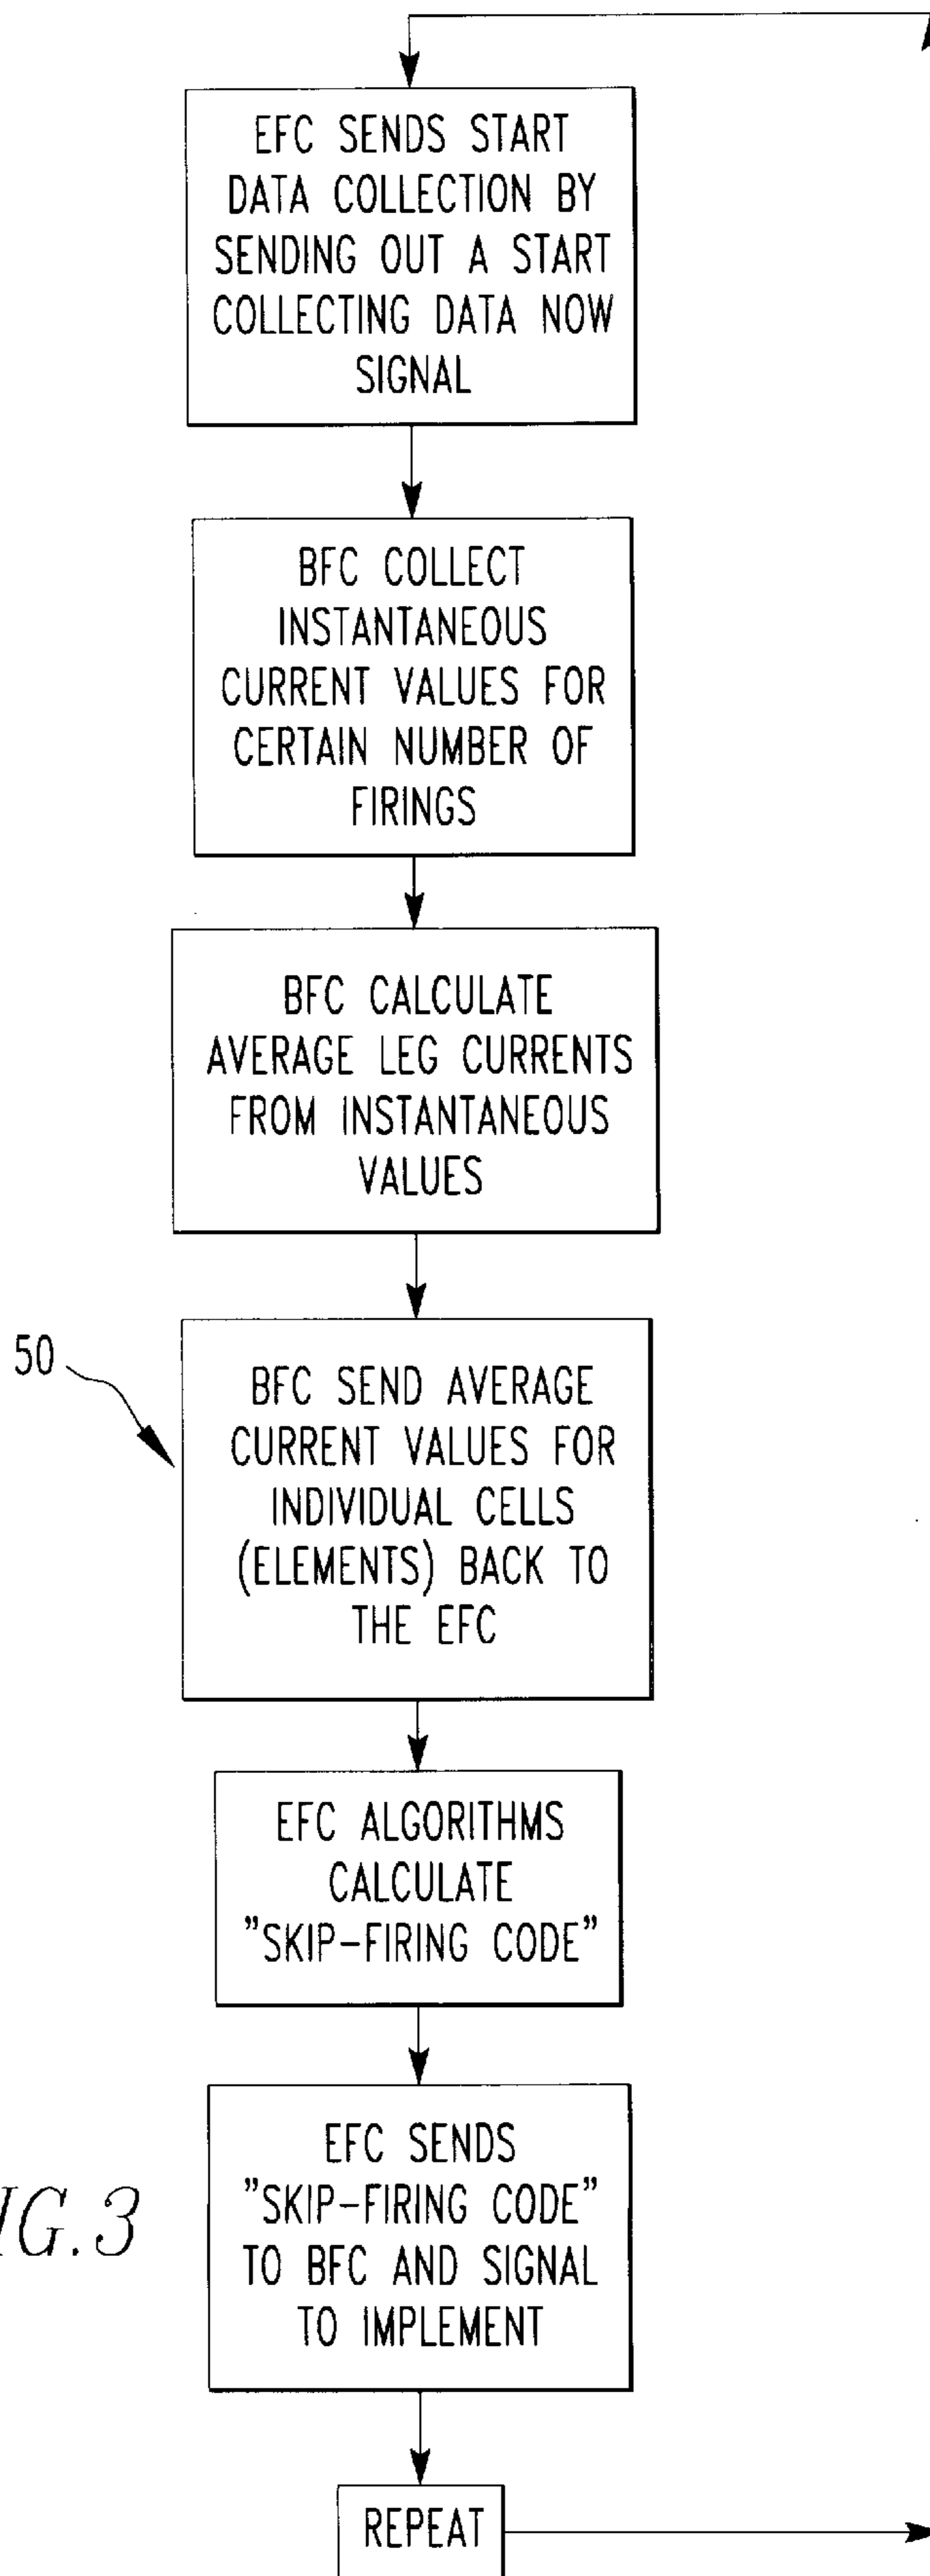 EFC SENDS START
DATA COLLECTION BY
SENDING OUT A START
COLLECTING DATA NOW
SIGNAL
BFC COLLECT
INSTANTANEOUS
CURRENT VALUES FOR
CERTAIN NUMBER OF
FIRINGS
BFC CALCULATE
AVERAGE LEG CURRENTS
FROM INSTANTANEOUS
VALUES
50
BFC SEND AVERAGE
CURRENT VALUES FOR
INDIVIDUAL CELLS
(ELEMENTS) BACK TO
THE EFC
EFC ALGORITHMS
CALCULATE
"SKIP-FIRING CODE"
EFC SENDS
"SKIP-FIRING CODE"
TO BFC AND SIGNAL
TO IMPLEMENT
IG.3
REPEAT